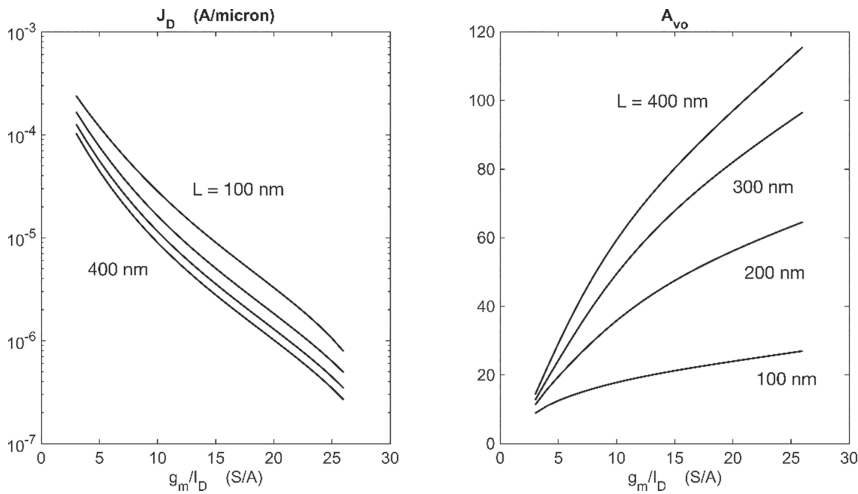 J_D (A/micron)
10^-3
10^-4
10^-5
10^-6
10^-7
L = 100 nm
400 nm
0 5 10 15 20 25 30
g_m/I_D (S/A)
A_vo
120
100
80
60
40
20
0
L = 400 nm
300 nm
200 nm
100 nm
0 5 10 15 20 25 30
g_m/I_D (S/A)